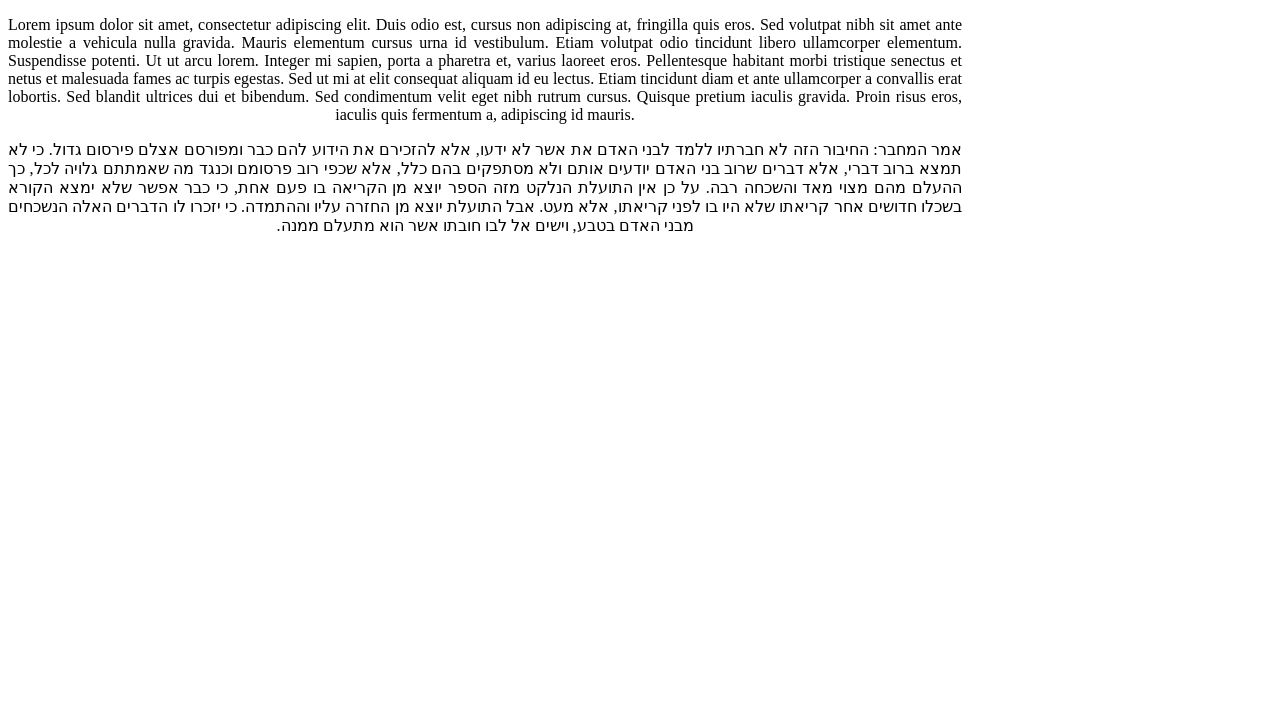 Lorem ipsum dolor sit amet, consectetur adipiscing elit. Duis odio est, cursus non adipiscing at, fringilla quis eros. Sed volutpat nibh sit amet ante
molestie a vehicula nulla gravida. Mauris elementum cursus urna id vestibulum. Etiam volutpat odio tincidunt libero ullamcorper elementum.
Suspendisse potenti. Ut ut arcu lorem. Integer mi sapien, porta a pharetra et, varius laoreet eros. Pellentesque habitant morbi tristique senectus et
netus et malesuada fames ac turpis egestas. Sed ut mi at elit consequat aliquam id eu lectus. Etiam tincidunt diam et ante ullamcorper a convallis erat
lobortis. Sed blandit ultrices dui et bibendum. Sed condimentum velit eget nibh rutrum cursus. Quisque pretium iaculis gravida. Proin risus eros,
iaculis quis fermentum a, adipiscing id mauris.
אמר המחבר: החיבור הזה לא חברתיו ללמד לבני האדם את אשר לא ידעו, אלא להזכירם את הידוע להם כבר ומפורסם אצלם פירסום גדול. כי לא
תמצא ברוב דברי, אלא דברים שרוב בני האדם יודעים אותם ולא מסתפקים בהם כלל, אלא שכפי רוב פרסומם וכנגד מה שאמתתם גלויה לכל, כך
ההעלם מהם מצוי מאד והשכחה רבה. על כן אין התועלת הנלקט מזה הספר יוצא מן הקריאה בו פעם אחת, כי כבר אפשר שלא ימצא הקורא
בשכלו חדושים אחר קריאתו שלא היו בו לפני קריאתו, אלא מעט. אבל התועלת יוצא מן החזרה עליו וההתמדה. כי יזכרו לו הדברים האלה הנשכחים
מבני האדם בטבע, וישים אל לבו חובתו אשר הוא מתעלם ממנה.